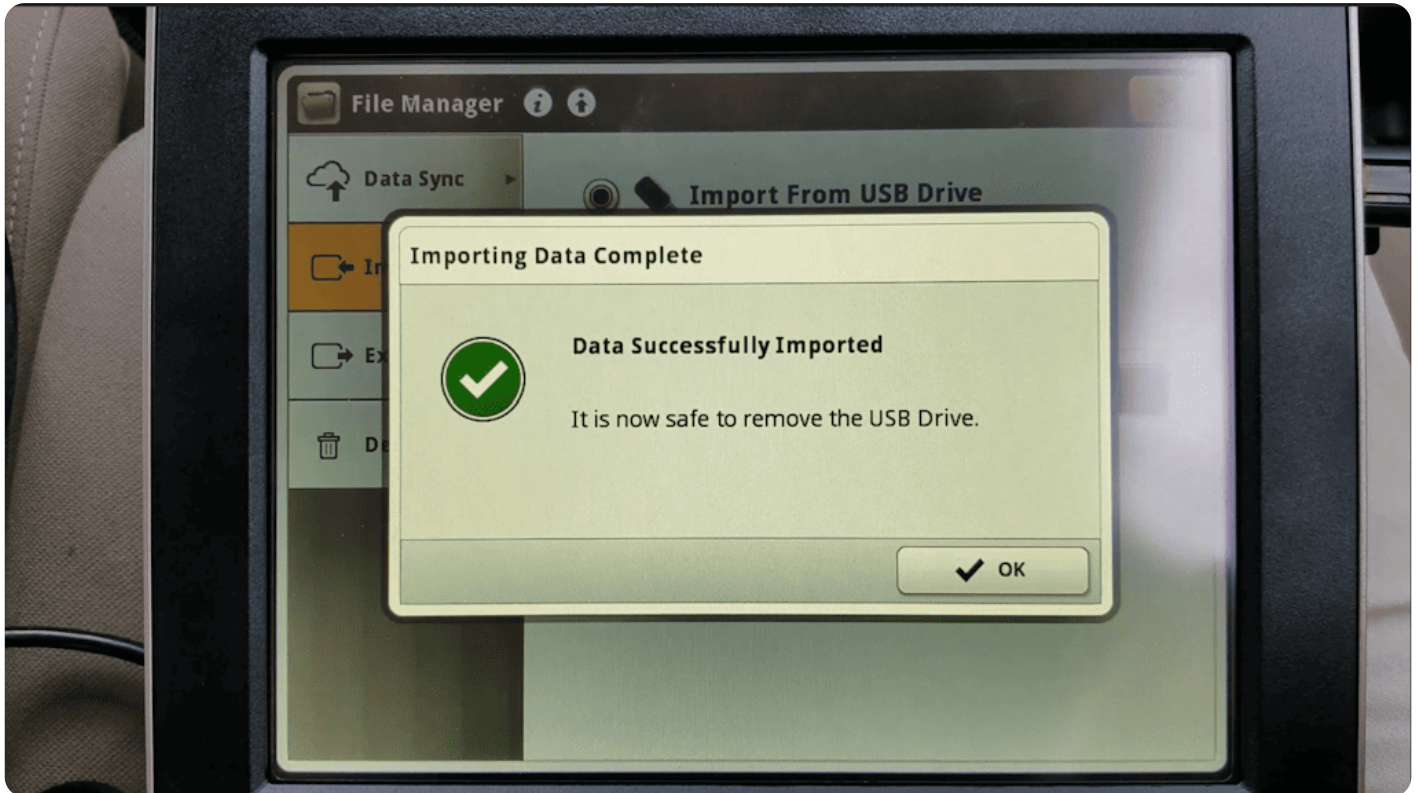 File Manager
Data Sync
Import From USB Drive
Importing Data Complete
Data Successfully Imported
It is now safe to remove the USB Drive.
OK